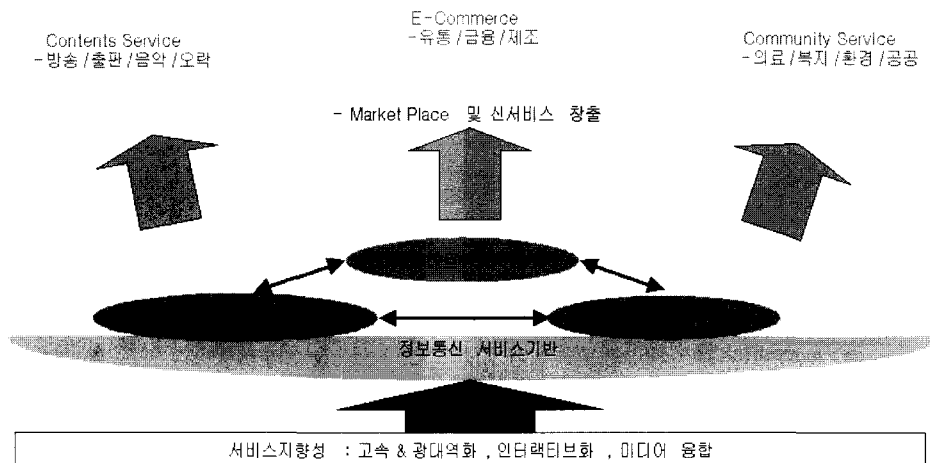 E-Commerce
-유통/금융/제조
Contents Service
-방송/출판/음악/오락
Community Service
-의료/복지/환경/공공
- Market Place 및 신서비스 창출
정보통신 서비스기반
서비스지향성 : 고속 & 광대역화 , 인터랙티브화 , 미디어 융합